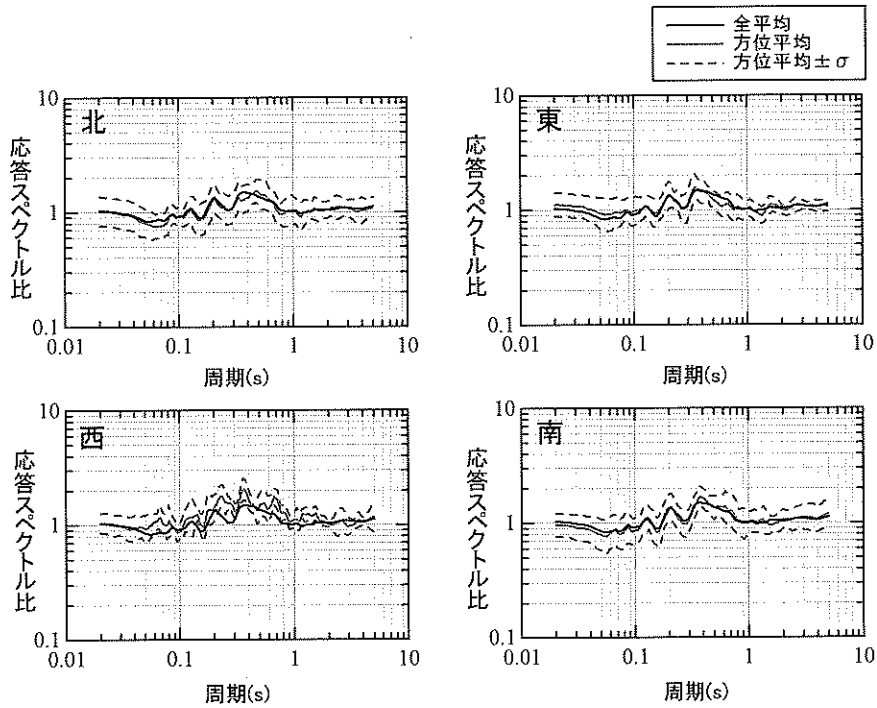 全平均
方位平均
方位平均±σ
10
北
応答スペクトル比
1
0.1
0.01 0.1 1 10
周期(s)
10
東
応答スペクトル比
1
0.1
0.01 0.1 1 10
周期(s)
10
西
応答スペクトル比
1
0.1
0.01 0.1 1 10
周期(s)
10
南
応答スペクトル比
1
0.1
0.01 0.1 1 10
周期(s)